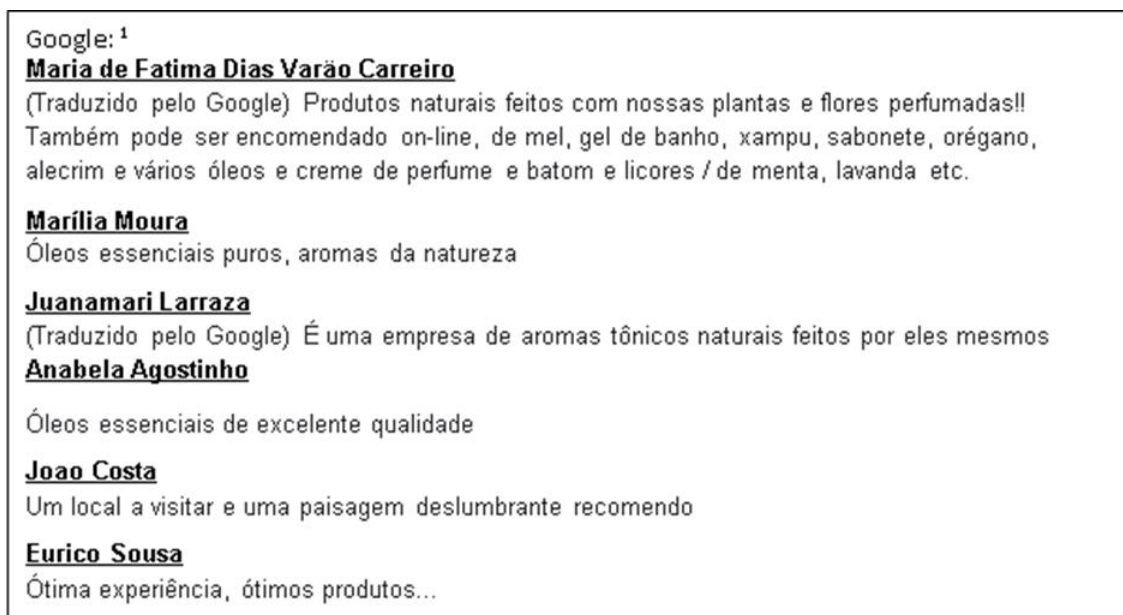 Google: ¹
Maria de Fatima Dias Varão Carreiro
(Traduzido pelo Google) Produtos naturais feitos com nossas plantas e flores perfumadas!!
Também pode ser encomendado on-line, de mel, gel de banho, xampu, sabonete, orégano,
alecrim e vários óleos e creme de perfume e batom e licores / de menta, lavanda etc.
Marília Moura
Óleos essenciais puros, aromas da natureza
Juanamari Larraza
(Traduzido pelo Google) É uma empresa de aromas tônicos naturais feitos por eles mesmos
Anabela Agostinho
Óleos essenciais de excelente qualidade
Joao Costa
Um local a visitar e uma paisagem deslumbrante recomendo
Eurico Sousa
Ótima experiência, ótimos produtos...